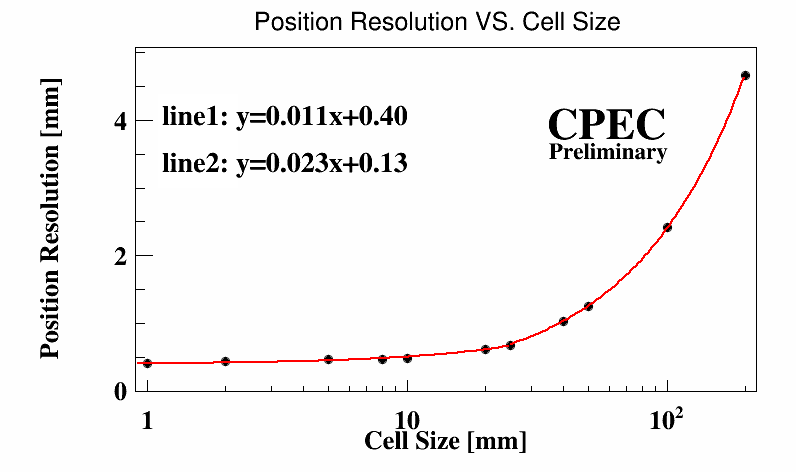 Position Resolution VS. Cell Size
Position Resolution [mm]
line1: y=0.011x+0.40
line2: y=0.023x+0.13
CPEC
Preliminary
4
2
0
1
10
10²
Cell Size [mm]